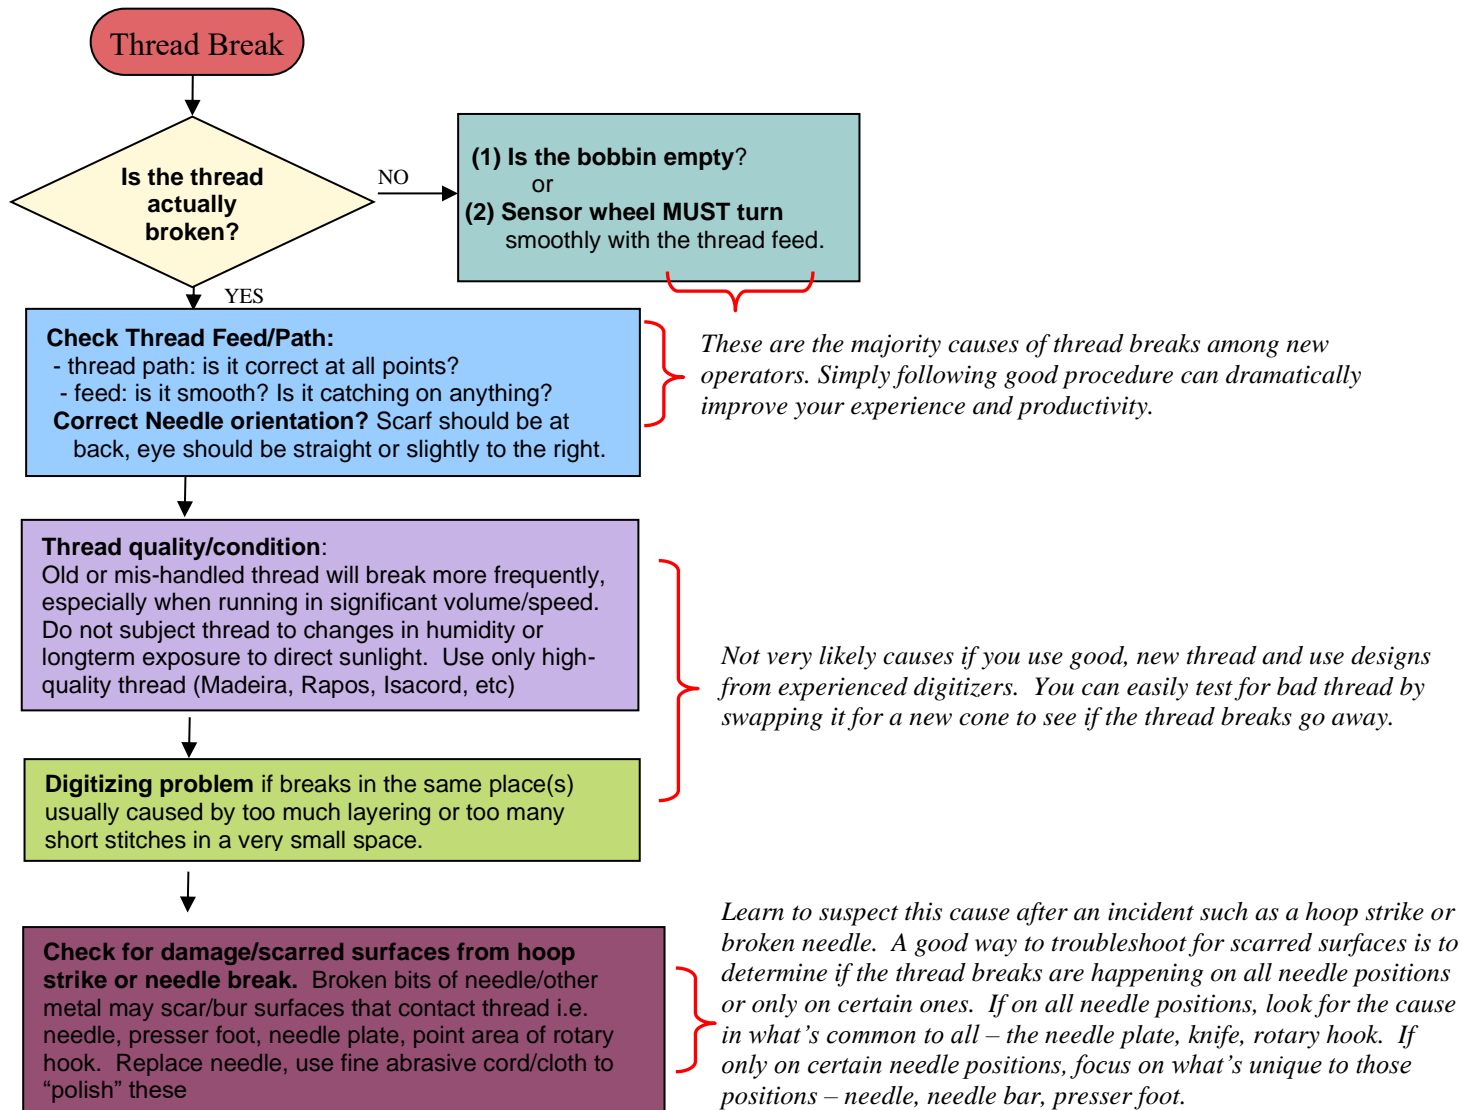 Thread Break
Is the thread
actually
broken?
NO
(1) Is the bobbin empty?
or
(2) Sensor wheel MUST turn
smoothly with the thread feed.
YES
Check Thread Feed/Path:
- thread path: is it correct at all points?
- feed: is it smooth? Is it catching on anything?
Correct Needle orientation? Scarf should be at
back, eye should be straight or slightly to the right.
These are the majority causes of thread breaks among new
operators. Simply following good procedure can dramatically
improve your experience and productivity.
Thread quality/condition:
Old or mis-handled thread will break more frequently,
especially when running in significant volume/speed.
Do not subject thread to changes in humidity or
longterm exposure to direct sunlight. Use only high-
quality thread (Madeira, Rapos, Isacord, etc)
Not very likely causes if you use good, new thread and use designs
from experienced digitizers. You can easily test for bad thread by
swapping it for a new cone to see if the thread breaks go away.
Digitizing problem if breaks in the same place(s)
usually caused by too much layering or too many
short stitches in a very small space.
Check for damage/scarred surfaces from hoop
strike or needle break. Broken bits of needle/other
metal may scar/bur surfaces that contact thread i.e.
needle, presser foot, needle plate, point area of rotary
hook. Replace needle, use fine abrasive cord/cloth to
“polish” these
Learn to suspect this cause after an incident such as a hoop strike or
broken needle. A good way to troubleshoot for scarred surfaces is to
determine if the thread breaks are happening on all needle positions
or only on certain ones. If on all needle positions, look for the cause
in what’s common to all – the needle plate, knife, rotary hook. If
only on certain needle positions, focus on what’s unique to those
positions – needle, needle bar, presser foot.